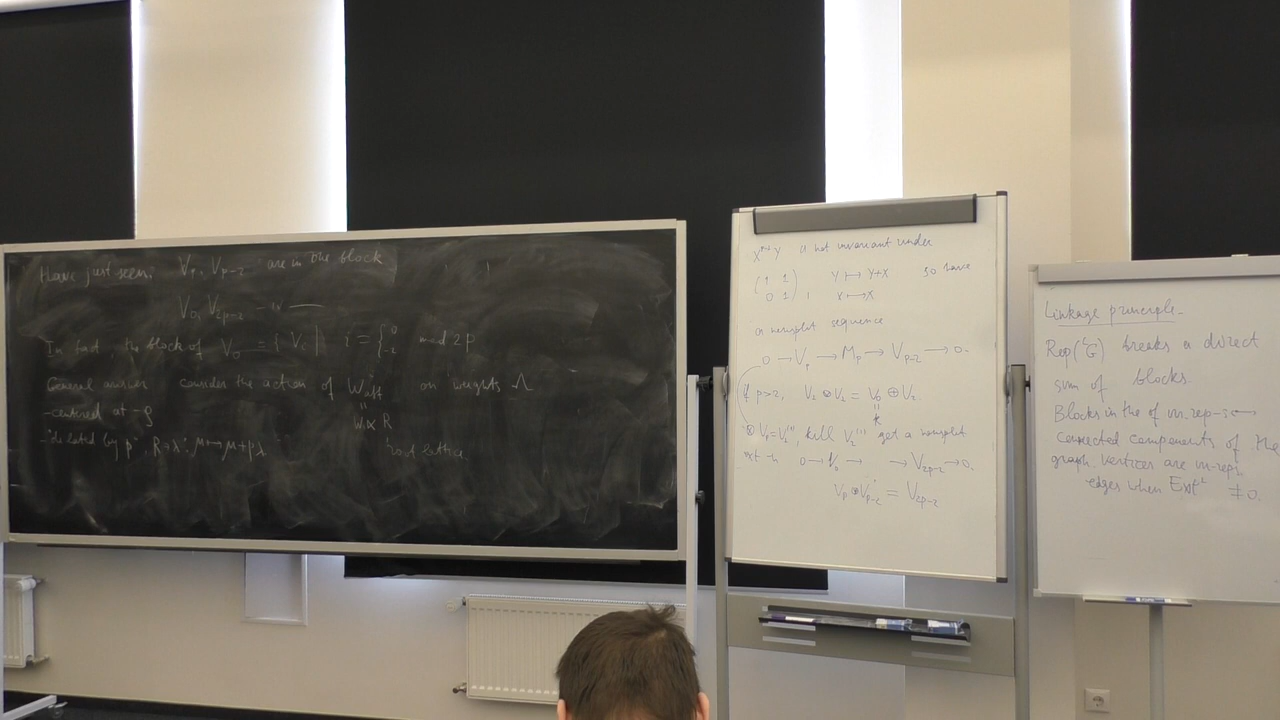 Have just seen: V_p, V_{p-2} are in one block
V_0, V_{2p-2} — " —
In fact, the block of V_0 = { V_i | i = { 0 -2 mod 2p
General answer consider the action of W_aff on weights Λ
- centered at -ρ
W ⋉ R
- "dilated by p", R∋λ: μ ↦ μ+pλ
root lattice
x^{p-1}y is not invariant under
(1 1
0 1), y ↦ y+x so have
x ↦ x
a nonsplit sequence
0 → V_p → M_p → V_{p-2} → 0.
if p>2, V_1 ⊗ V_1 = V_0 ⊕ V_2
k
⊗ V_p = V_1^{(1)}, kill V_2^{(1)} get a nonsplit
ext-n 0 → V_0 → → V_{2p-2} → 0.
V_p ⊗ V_{p-2} = V_{2p-2}
Linkage principle
Rep(G) breaks a direct
sum of blocks.
Blocks in the of irr. rep-s ↔
connected components of the
graph, vertices are irr-rep,
edges when Ext^1 ≠ 0.